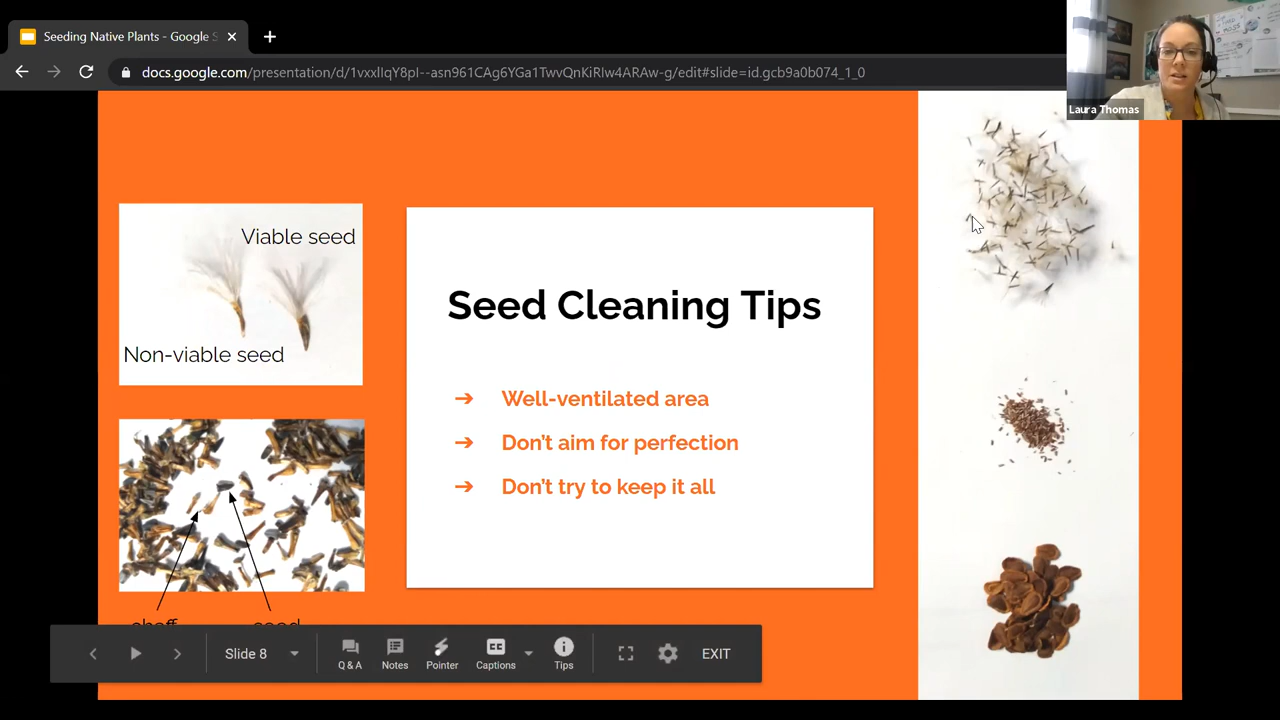 Seeding Native Plants - Google S
docs.google.com/presentation/d/1vxxlIqY8pI--asn961CAg6YGa1TwvQnKiRlw4ARAw-g/edit#slide=id.gcb9a0b074_1_0
Laura Thomas
Viable seed
Non-viable seed
Seed Cleaning Tips
➔ Well-ventilated area
➔ Don't aim for perfection
➔ Don't try to keep it all
chaff seed
Slide 8
Q & A Notes Pointer Captions Tips
EXIT